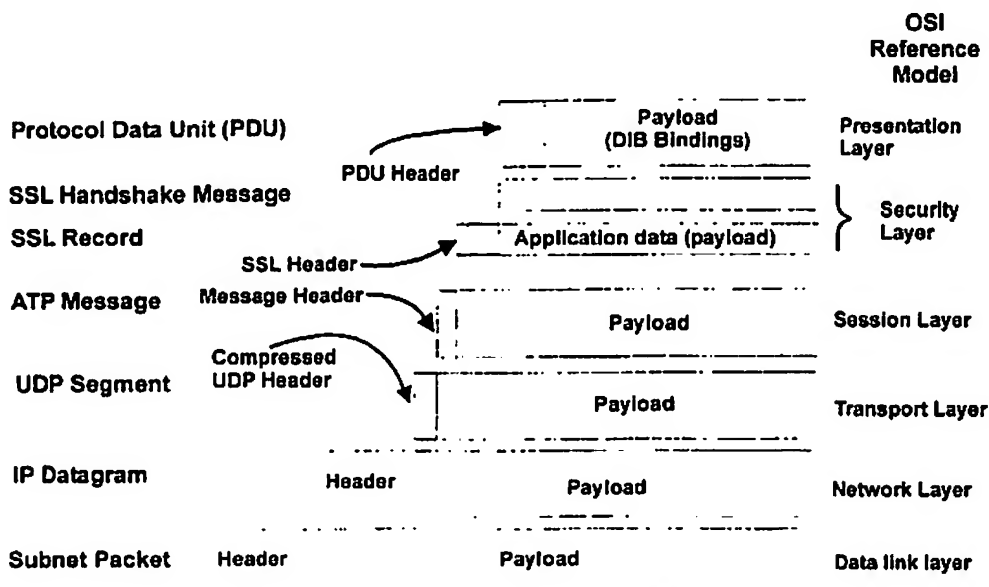 OSI
Reference
Model
Protocol Data Unit (PDU)
Payload
(DIB Bindings)
Presentation
Layer
PDU Header
SSL Handshake Message
Security
Layer
SSL Record
Application data (payload)
SSL Header
Message Header
ATP Message
Payload
Session Layer
Compressed
UDP Header
UDP Segment
Payload
Transport Layer
IP Datagram
Header
Payload
Network Layer
Subnet Packet
Header
Payload
Data link layer